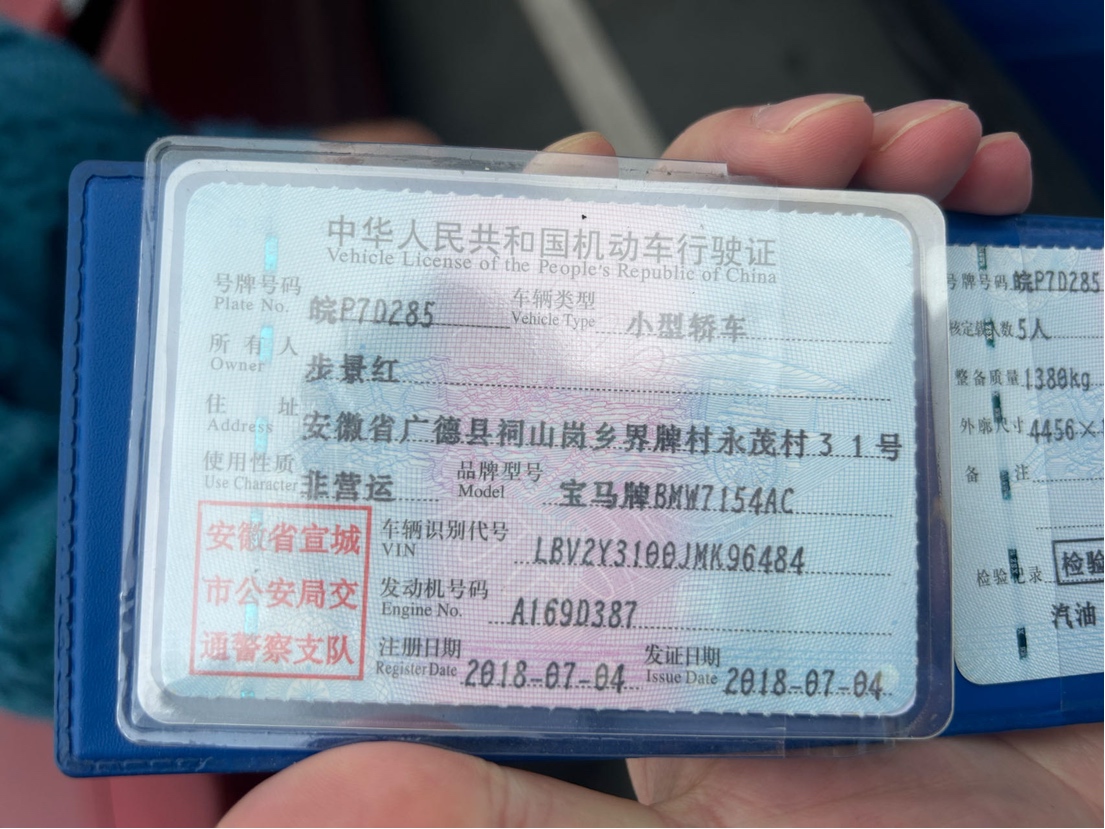 中华人民共和国机动车行驶证
Vehicle License of the People's Republic of China
号牌号码 皖P7D285 车辆类型 小型轿车
Plate No. Vehicle Type
所有人 步景红
Owner
住址 安徽省广德县祠山岗乡界牌村永茂村31号
Address
使用性质 非营运 品牌型号 宝马牌BMW7154AC
Use Character Model
安徽省宣城
市公安局交
通警察支队
车辆识别代号 LBV2Y3100JMK96484
VIN
发动机号码 A169D387
Engine No.
注册日期 2018-07-04 发证日期 2018-07-04
Register Date Issue Date
号牌号码 皖P7D285
核定载人数 5人
整备质量 1380kg
外廓尺寸 4456×
备注
检验记录 检验
汽油